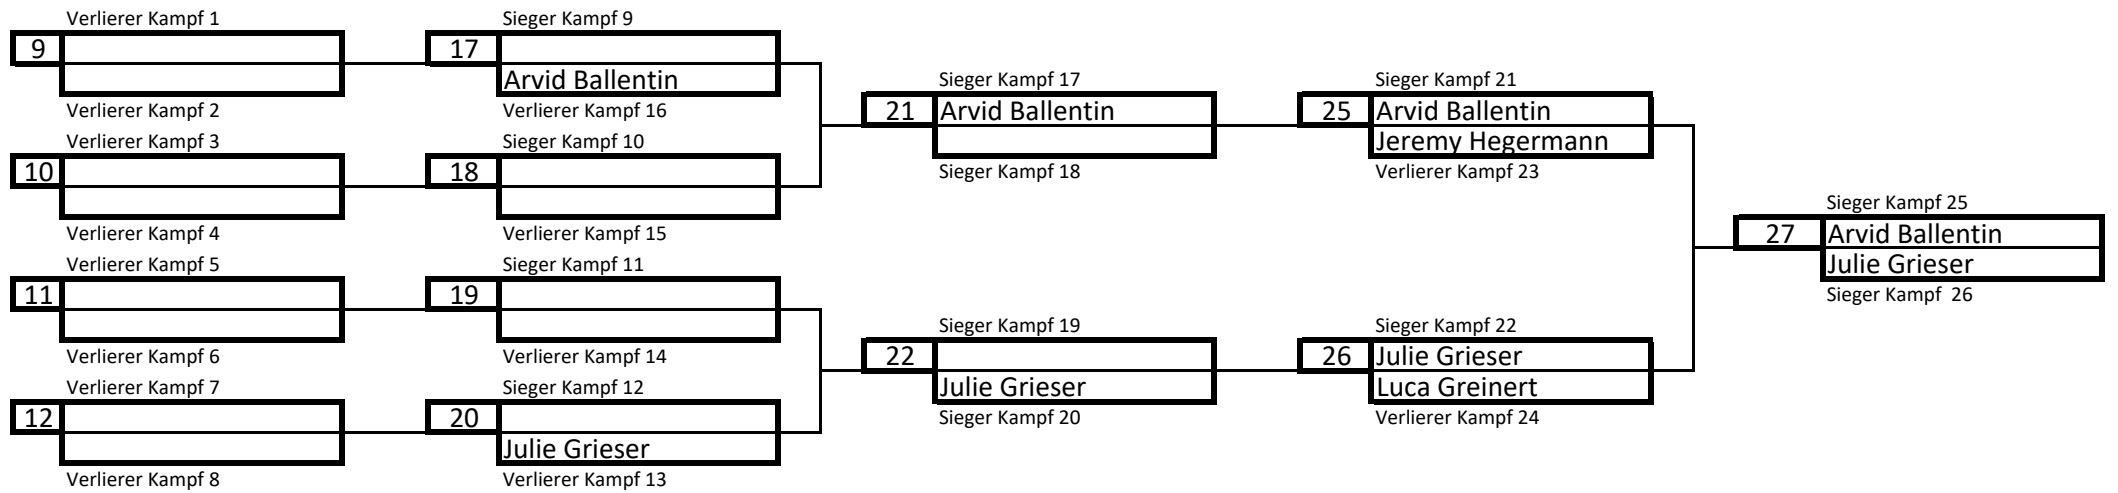 Verlierer Kampf 1
9
Verlierer Kampf 2
Verlierer Kampf 3
10
Verlierer Kampf 4
Verlierer Kampf 5
11
Verlierer Kampf 6
Verlierer Kampf 7
12
Verlierer Kampf 8
Sieger Kampf 9
17
Arvid Ballentin
Verlierer Kampf 16
Sieger Kampf 10
18
Verlierer Kampf 15
Sieger Kampf 11
19
Verlierer Kampf 14
Sieger Kampf 12
20
Julie Grieser
Verlierer Kampf 13
Sieger Kampf 17
21 Arvid Ballentin
Sieger Kampf 18
Sieger Kampf 19
22
Julie Grieser
Sieger Kampf 20
Sieger Kampf 21
25 Arvid Ballentin
Jeremy Hegermann
Verlierer Kampf 23
Sieger Kampf 22
26 Julie Grieser
Luca Greinert
Verlierer Kampf 24
Sieger Kampf 25
27 Arvid Ballentin
Julie Grieser
Sieger Kampf 26